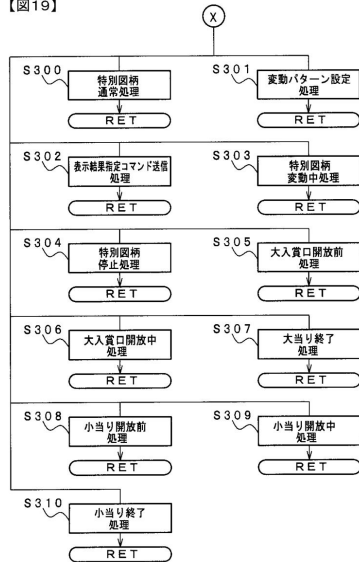 【図19】
X
S300
特別図柄
通常処理
RET
S301
変動パターン設定
処理
RET
S302
表示結果指定コマンド送信
処理
RET
S303
特別図柄
変動中処理
RET
S304
特別図柄
停止処理
RET
S305
大入賞口開放前
処理
RET
S306
大入賞口開放中
処理
RET
S307
大当り終了
処理
RET
S308
小当り開放前
処理
RET
S309
小当り開放中
処理
RET
S310
小当り終了
処理
RET